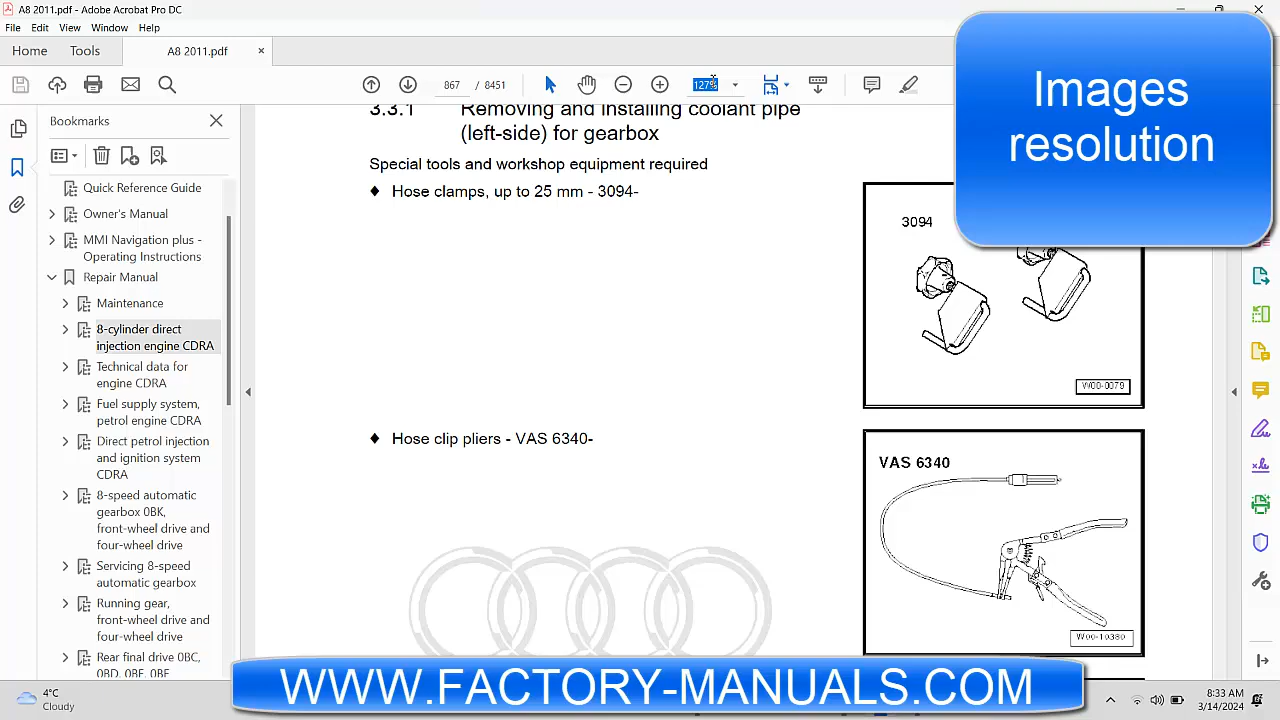 A8 2011.pdf - Adobe Acrobat Pro DC
File Edit View Window Help
Home Tools A8 2011.pdf ×
867 / 8451 127%
Bookmarks
Quick Reference Guide
Owner's Manual
MMI Navigation plus -
Operating Instructions
Repair Manual
Maintenance
8-cylinder direct
injection engine CDRA
Technical data for
engine CDRA
Fuel supply system,
petrol engine CDRA
Direct petrol injection
and ignition system
CDRA
8-speed automatic
gearbox 0BK,
front-wheel drive and
four-wheel drive
Servicing 8-speed
automatic gearbox
Running gear,
front-wheel drive and
four-wheel drive
Rear final drive 0BC,
0BD, 0BE, 0BF
3.3.1 Removing and installing coolant pipe
(left-side) for gearbox
Special tools and workshop equipment required
♦ Hose clamps, up to 25 mm - 3094-
3094
W00-0079
♦ Hose clip pliers - VAS 6340-
VAS 6340
W00-10380
Images
resolution
WWW.FACTORY-MANUALS.COM
4°C
Cloudy
8:33 AM
3/14/2024